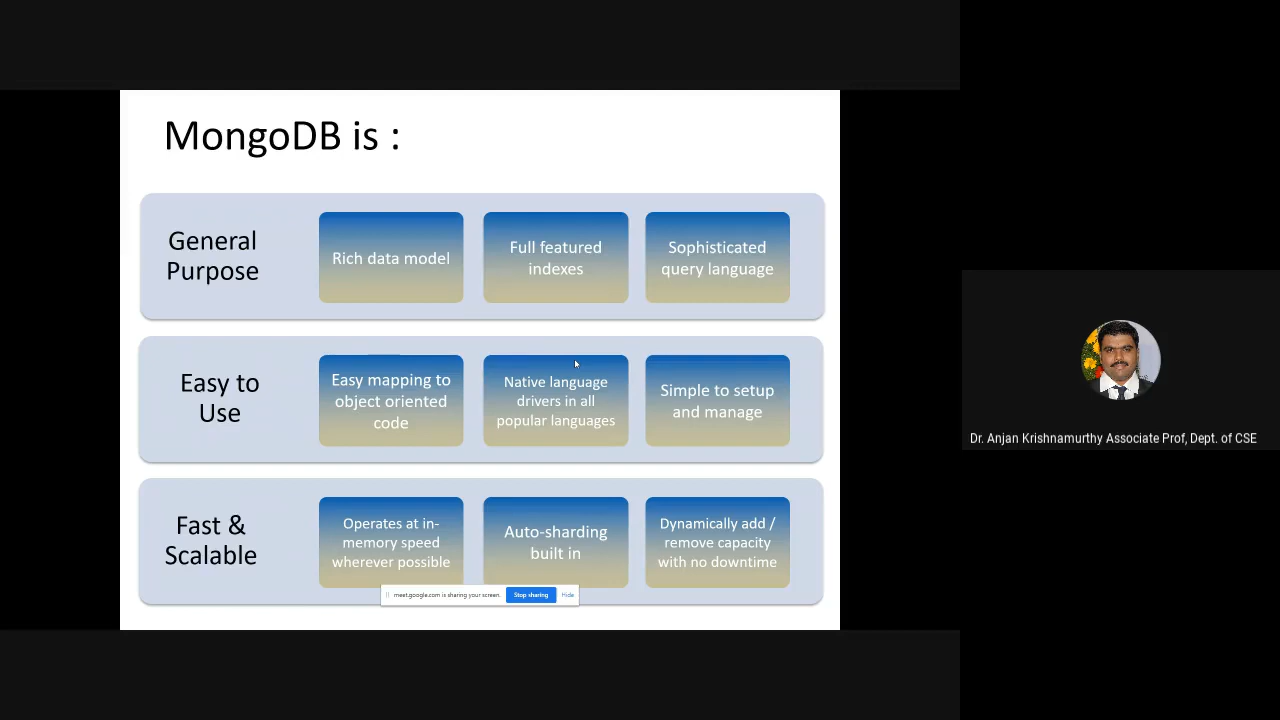 MongoDB is :
General
Purpose
Rich data model
Full featured
indexes
Sophisticated
query language
Easy to
Use
Easy mapping to
object oriented
code
Native language
drivers in all
popular languages
Simple to setup
and manage
Fast &
Scalable
Operates at in-
memory speed
wherever possible
Auto-sharding
built in
Dynamically add /
remove capacity
with no downtime
meet.google.com is sharing your screen.
Stop sharing
Hide
Dr. Anjan Krishnamurthy Associate Prof, Dept. of CSE